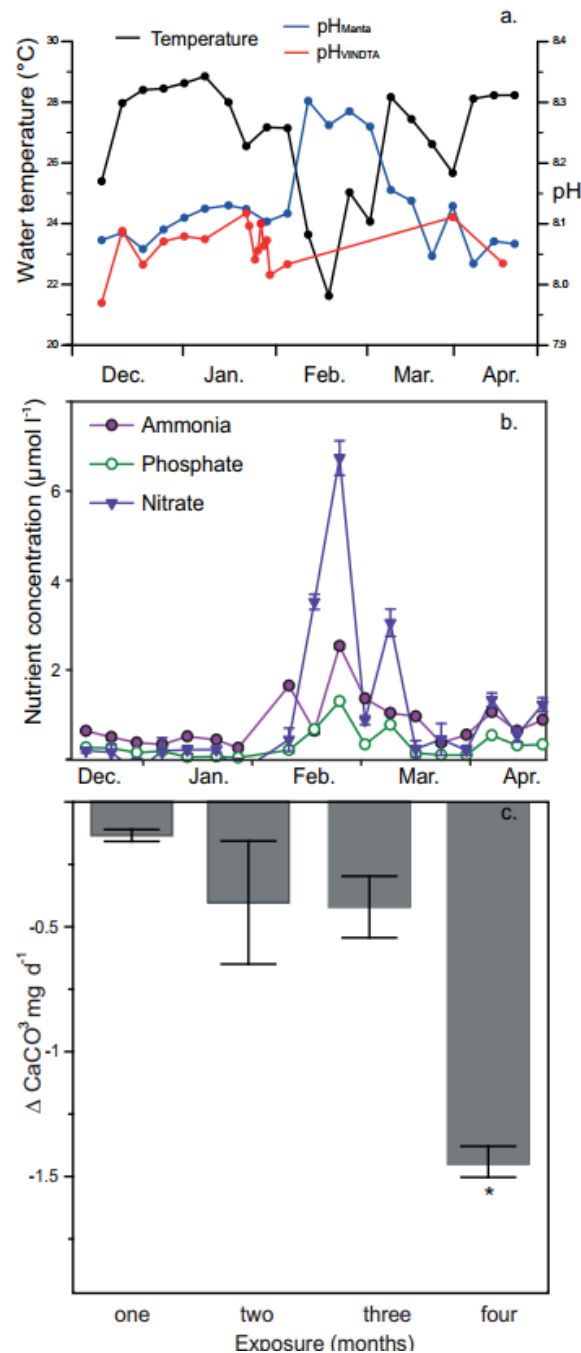 a.
Temperature
pHManta
pHVINDTA
Water temperature (°C)
30
28
26
24
22
20
8.4
8.3
8.2
8.1
8.0
7.9
pH
Dec. Jan. Feb. Mar. Apr.
b.
Ammonia
Phosphate
Nitrate
Nutrient concentration (µmol l⁻¹)
6
4
2
Dec. Jan. Feb. Mar. Apr.
c.
Δ CaCO³ mg d⁻¹
-0.5
-1
-1.5
*
one two three four
Exposure (months)